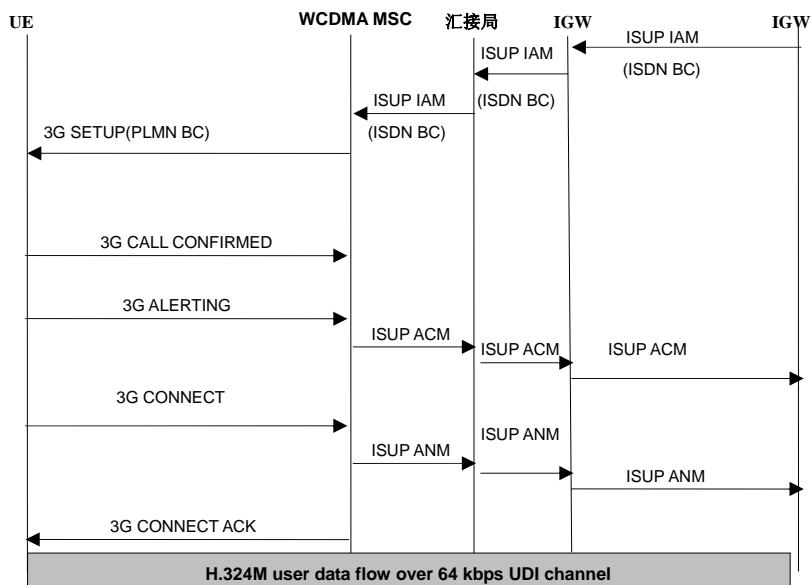 UE WCDMA MSC 汇接局 IGW IGW
ISUP IAM
(ISDN BC)
ISUP IAM
(ISDN BC)
ISUP IAM
(ISDN BC)
3G SETUP(PLMN BC)
3G CALL CONFIRMED
3G ALERTING
ISUP ACM
ISUP ACM
ISUP ACM
3G CONNECT
ISUP ANM
ISUP ANM
ISUP ANM
3G CONNECT ACK
H.324M user data flow over 64 kbps UDI channel